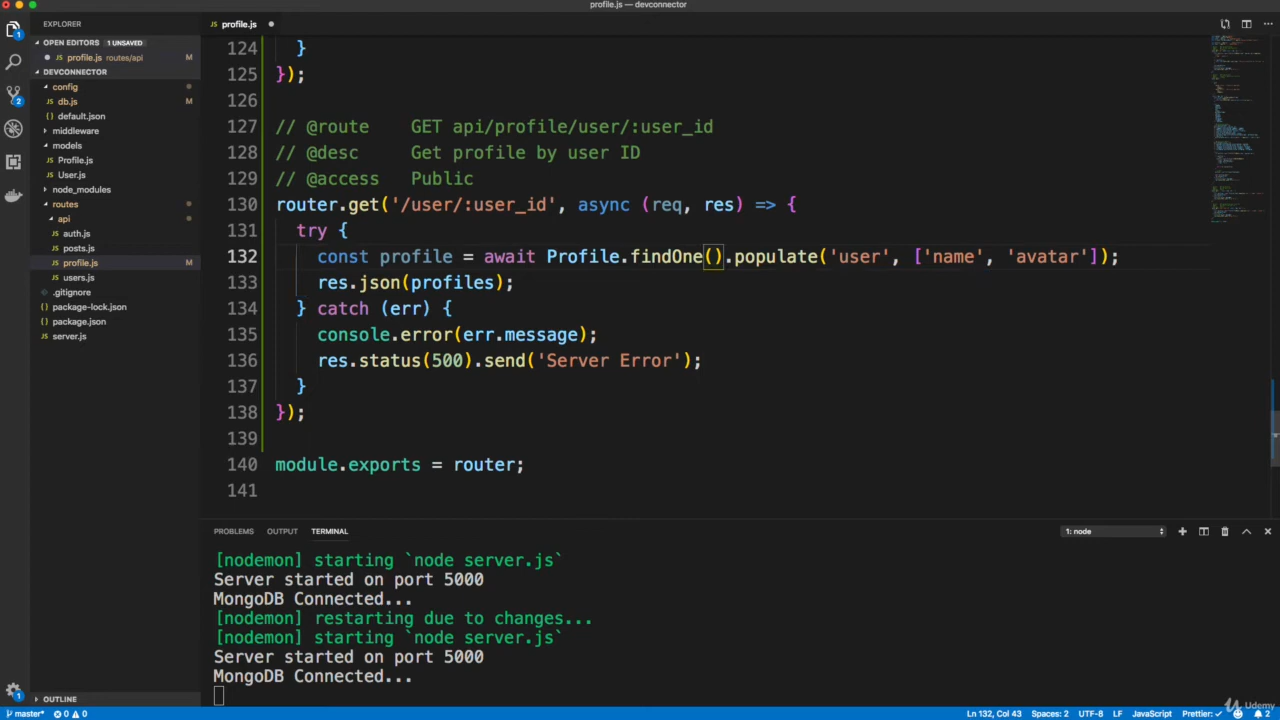 profile.js — devconnector
EXPLORER
profile.js
OPEN EDITORS 1 UNSAVED
profile.js routes/api M
DEVCONNECTOR
config
db.js M
default.json
middleware
models
Profile.js
User.js
node_modules
routes
api
auth.js
posts.js
profile.js M
users.js
.gitignore
package-lock.json
package.json
server.js
OUTLINE
1
2
1
124 }
125 });
126
127 // @route GET api/profile/user/:user_id
128 // @desc Get profile by user ID
129 // @access Public
130 router.get('/user/:user_id', async (req, res) => {
131 try {
132 const profile = await Profile.findOne().populate('user', ['name', 'avatar']);
133 res.json(profiles);
134 } catch (err) {
135 console.error(err.message);
136 res.status(500).send('Server Error');
137 }
138 });
139
140 module.exports = router;
141
PROBLEMS OUTPUT TERMINAL 1: node
[nodemon] starting `node server.js`
Server started on port 5000
MongoDB Connected...
[nodemon] restarting due to changes...
[nodemon] starting `node server.js`
Server started on port 5000
MongoDB Connected...
master* 0 0 Ln 132, Col 43 Spaces: 2 UTF-8 LF JavaScript Prettier: ✓ 2
Udemy